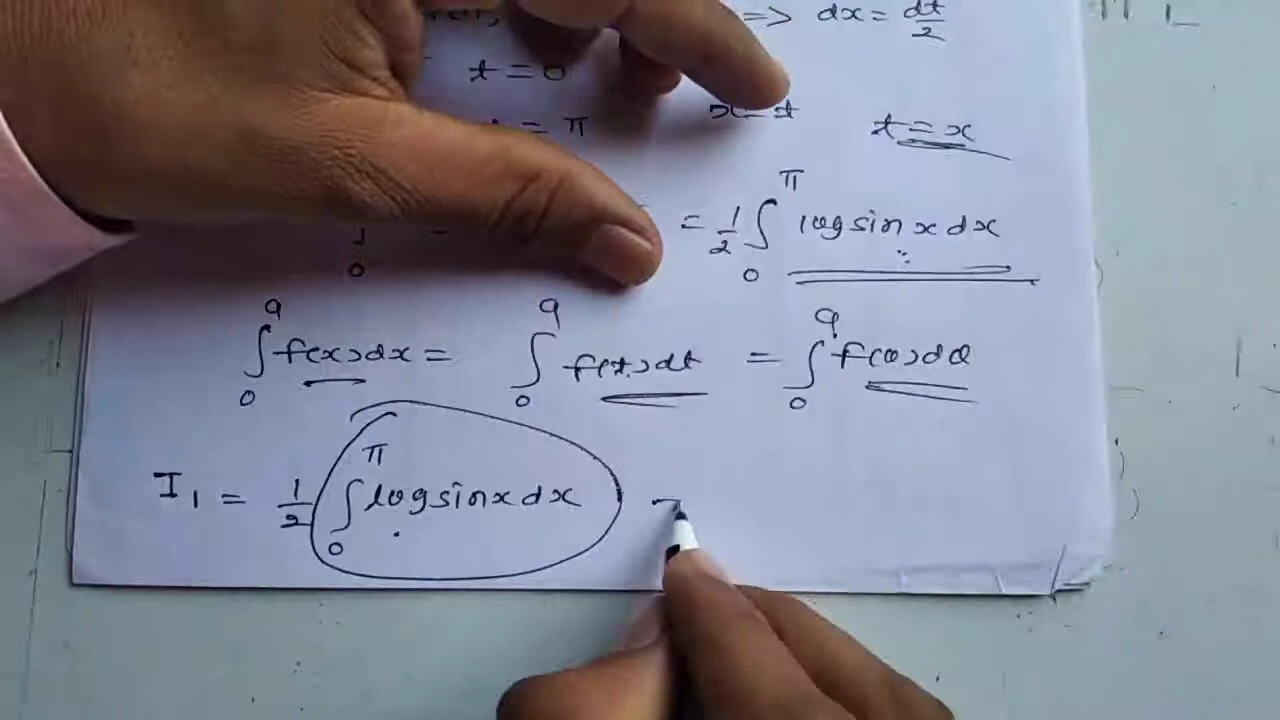 => dx = dt/2
t = 0
= π x = t t = x
= 1/2 ∫₀^π log sin x dx
0
∫₀^a f(x) dx = ∫₀^a f(t) dt = ∫₀^a f(θ) dθ
I₁ = 1/2 ∫₀^π log sin x dx